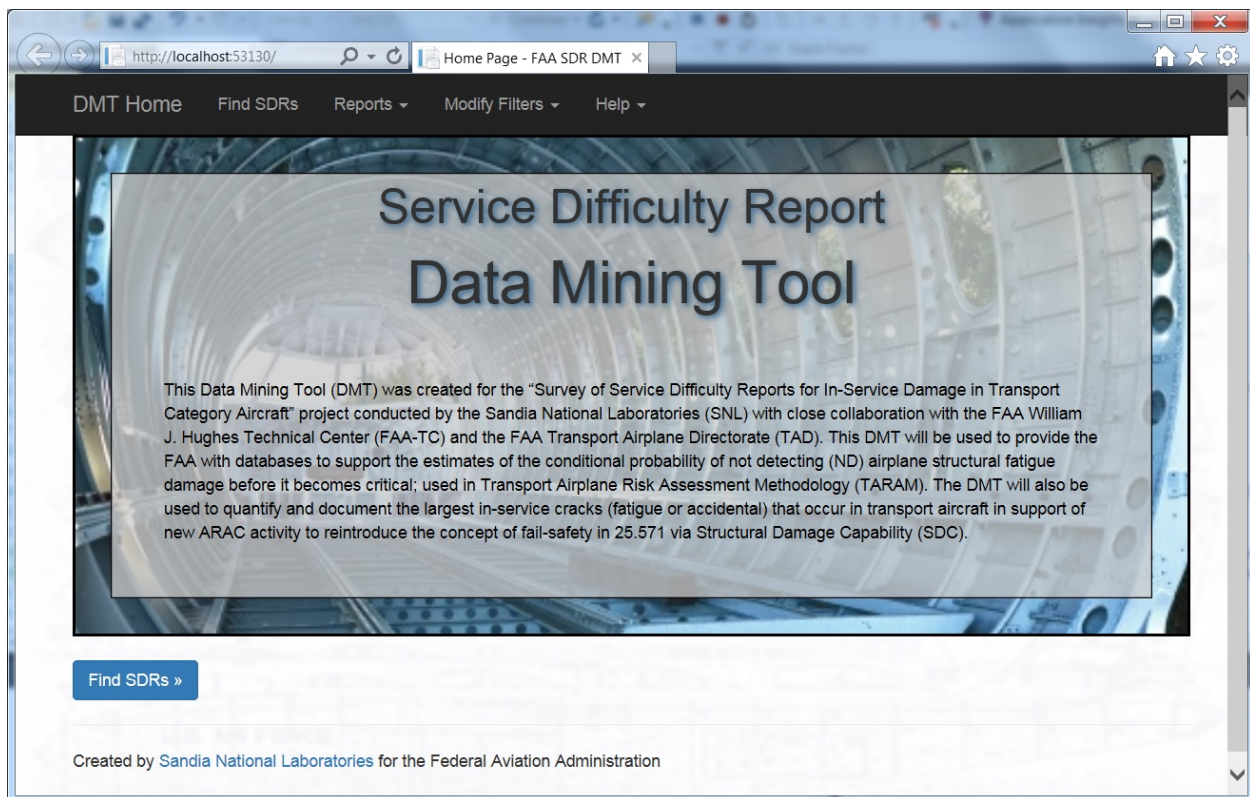 http://localhost:53130/
Home Page - FAA SDR DMT
DMT Home Find SDRs Reports Modify Filters Help
Service Difficulty Report
Data Mining Tool
This Data Mining Tool (DMT) was created for the “Survey of Service Difficulty Reports for In-Service Damage in Transport
Category Aircraft” project conducted by the Sandia National Laboratories (SNL) with close collaboration with the FAA William
J. Hughes Technical Center (FAA-TC) and the FAA Transport Airplane Directorate (TAD). This DMT will be used to provide the
FAA with databases to support the estimates of the conditional probability of not detecting (ND) airplane structural fatigue
damage before it becomes critical; used in Transport Airplane Risk Assessment Methodology (TARAM). The DMT will also be
used to quantify and document the largest in-service cracks (fatigue or accidental) that occur in transport aircraft in support of
new ARAC activity to reintroduce the concept of fail-safety in 25.571 via Structural Damage Capability (SDC).
Find SDRs »
U.S. AIR FORCE
Created by Sandia National Laboratories for the Federal Aviation Administration